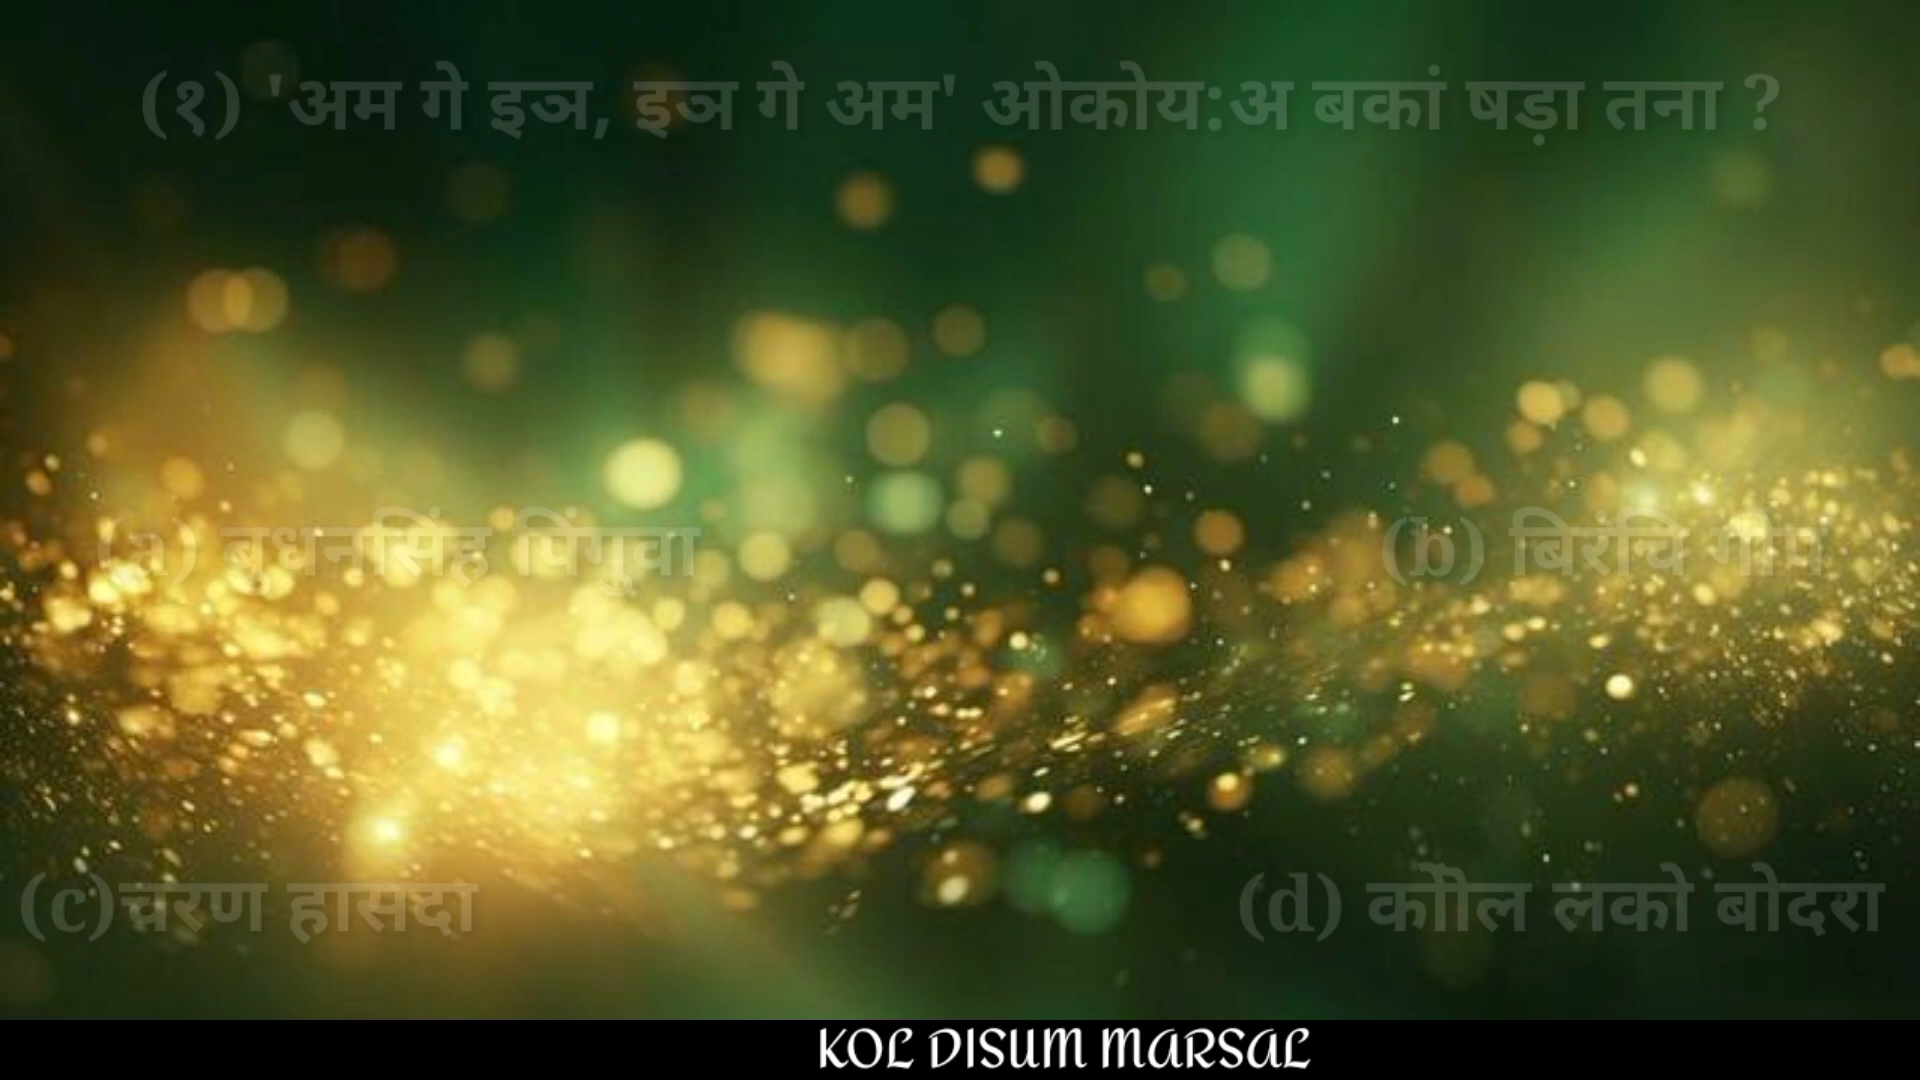 (१) 'अम गे इञ, इञ गे अम' ओकोय:अ बकां षड़ा तना ?
(a) बुधनसिंह पिंगुवा
(b) बिरंचि गोप
(c)चरण हासदा
(d) कोौल लको बोदरा
KOL DISUM MARSAL